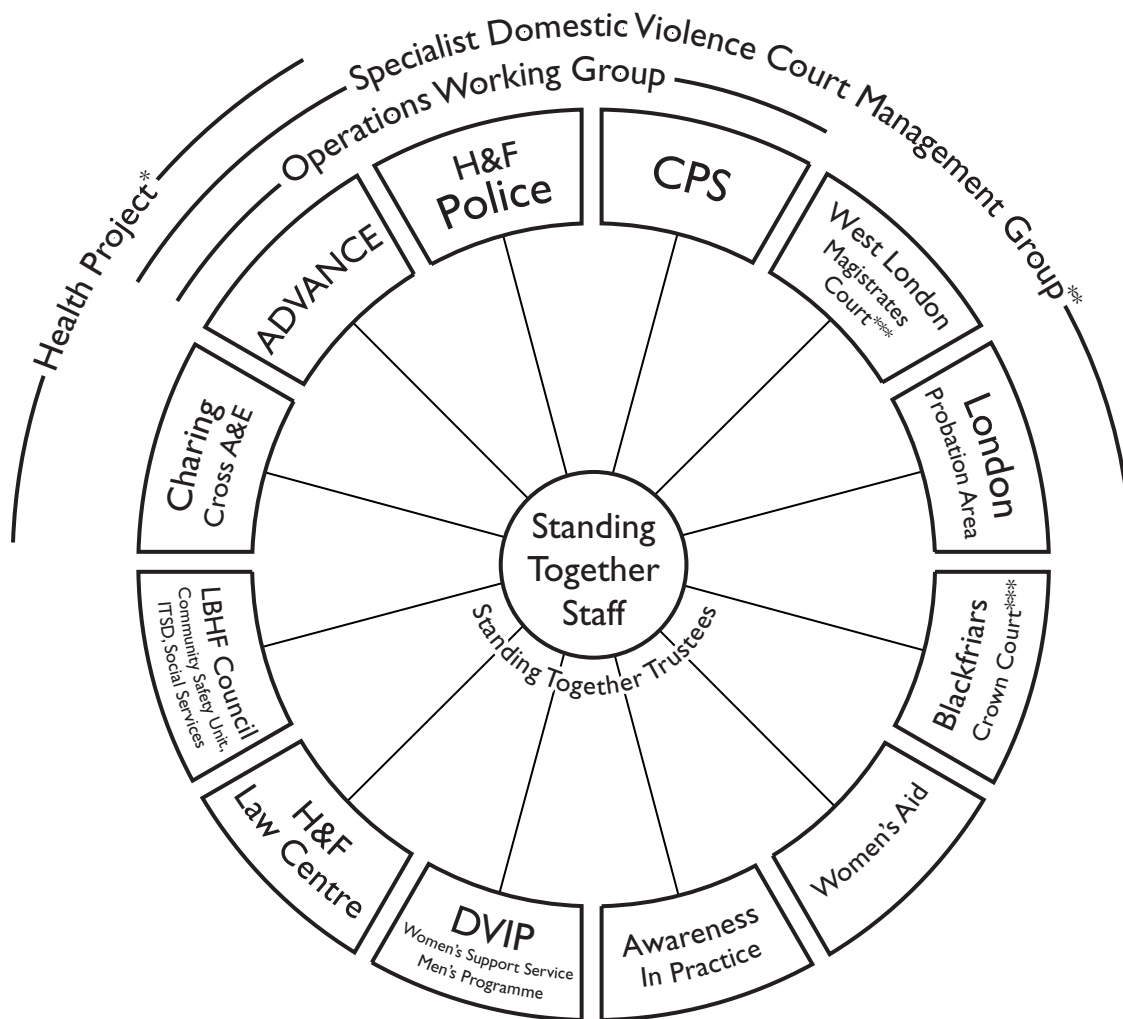 Specialist Domestic Violence Court Management Group**
Operations Working Group
Health Project*
H&F
Police
CPS
West London
Magistrates
Court***
London
Probation Area
Blackfriars
Crown Court***
Women's Aid
Awareness
In Practice
DVIP
Women's Support Service
Men's Programme
H&F
Law Centre
LBHF Council
Community Safety Unit,
ITSD, Social Services
Charing
Cross A&E
ADVANCE
Standing
Together
Staff
Standing Together Trustees